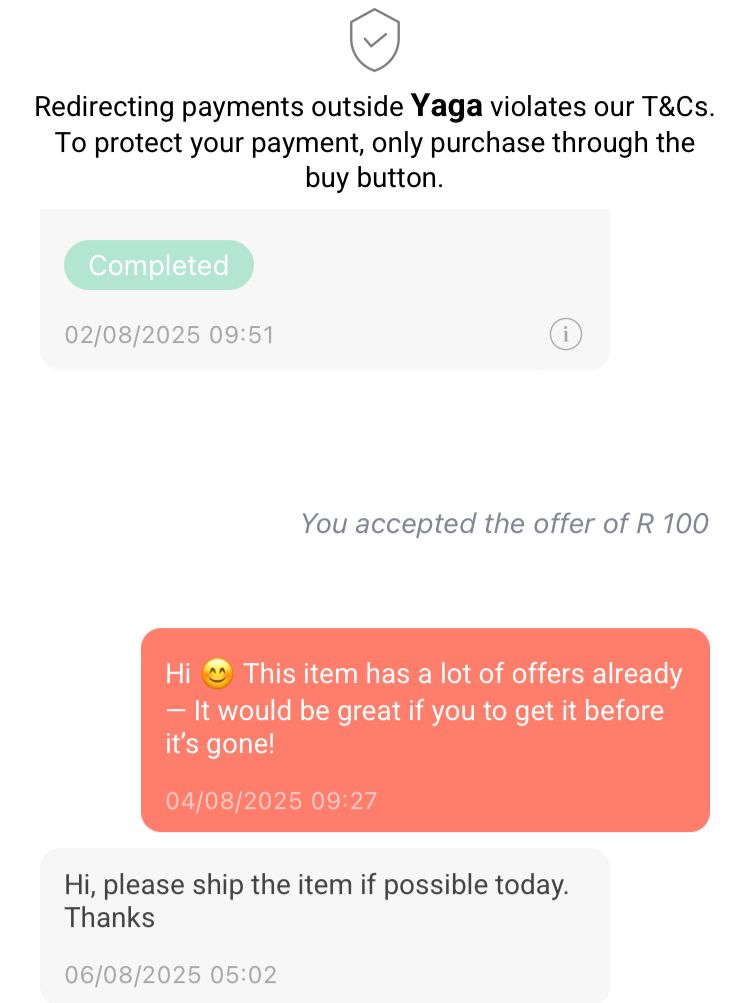 Redirecting payments outside Yaga violates our T&Cs.
To protect your payment, only purchase through the
buy button.
Completed
02/08/2025 09:51
You accepted the offer of R 100
Hi 😊 This item has a lot of offers already
– It would be great if you to get it before
it’s gone!
04/08/2025 09:27
Hi, please ship the item if possible today.
Thanks
06/08/2025 05:02